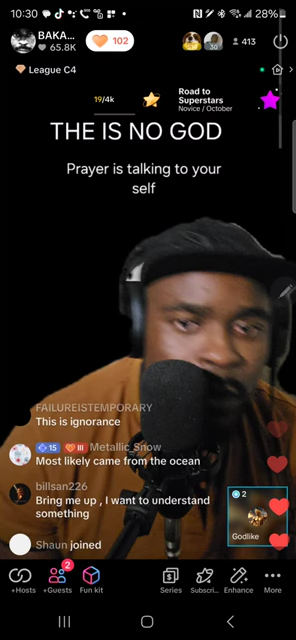 10:30
28%
BAKA...
65.8K
102
30
413
League C4
19/4k
Road to
Superstars
Novice / October
THE IS NO GOD
Prayer is talking to your
self
FAILUREISTEMPORARY
This is ignorance
15 III Metallic_Snow
Most likely came from the ocean
billsan226
Bring me up , I want to understand
something
2
Godlike
Shaun joined
2
+Hosts
+Guests
Fun kit
Series
Subscri...
Enhance
More